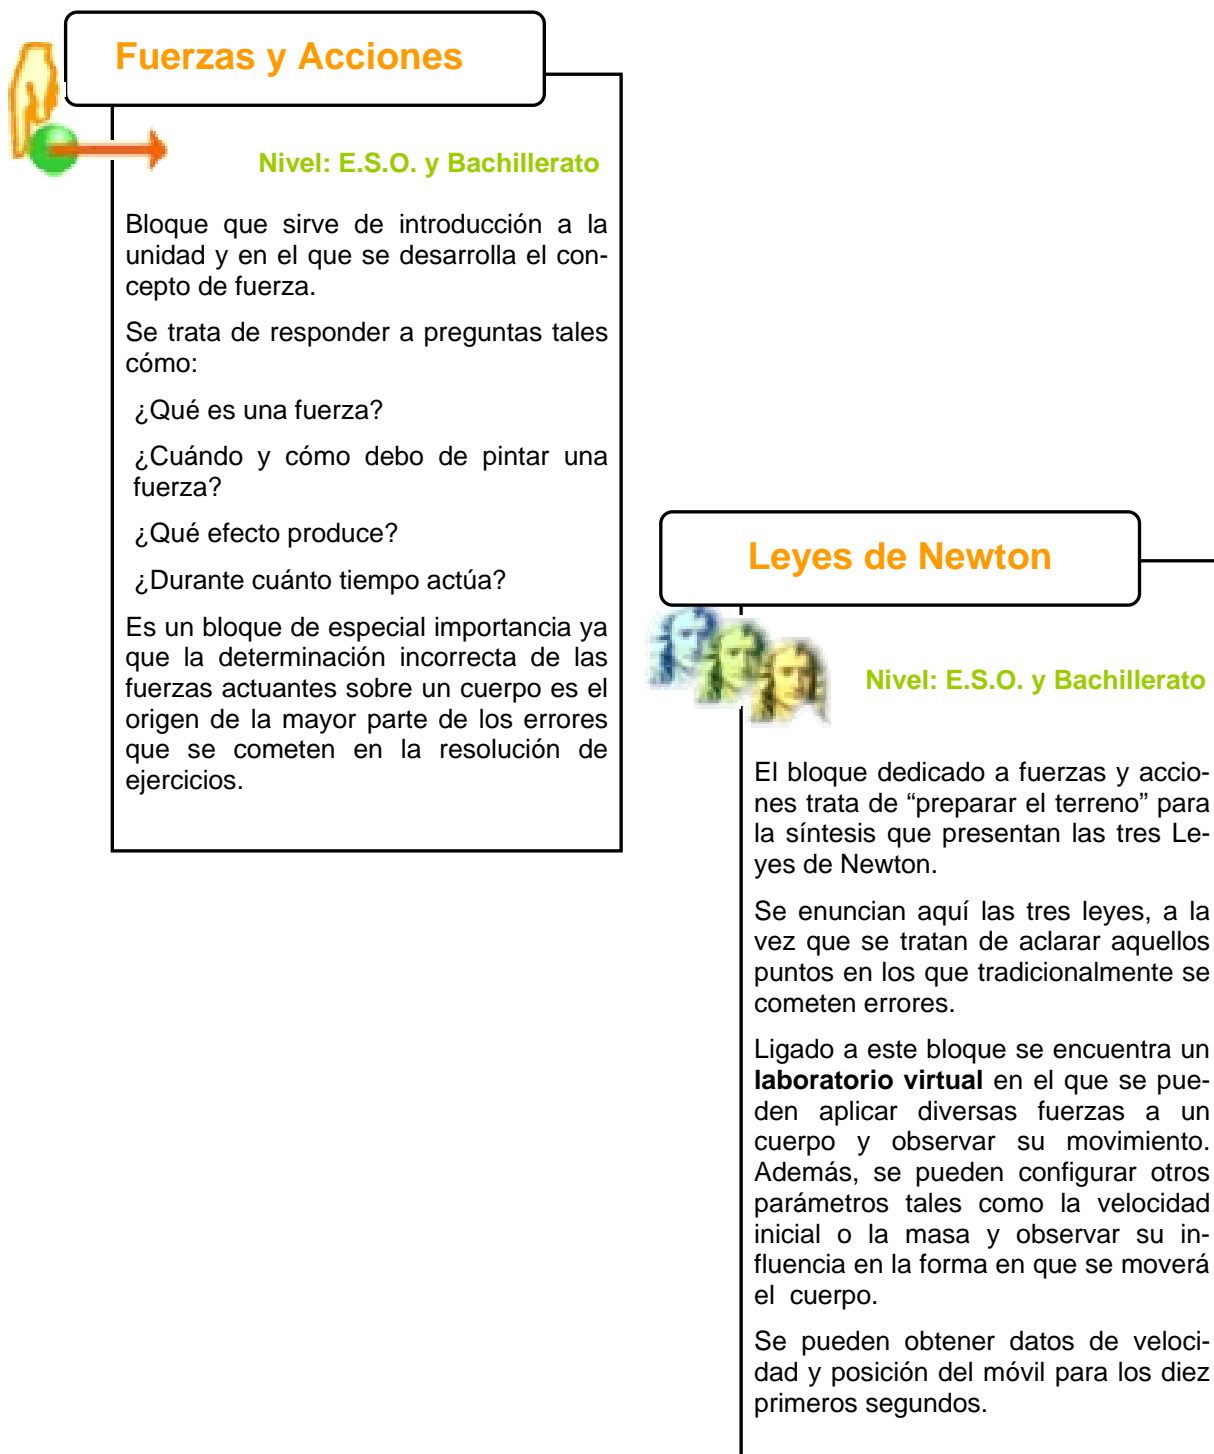 Fuerzas y Acciones
Nivel: E.S.O. y Bachillerato
Bloque que sirve de introducción a la
unidad y en el que se desarrolla el con-
cepto de fuerza.
Se trata de responder a preguntas tales
cómo:
¿Qué es una fuerza?
¿Cuándo y cómo debo de pintar una
fuerza?
¿Qué efecto produce?
¿Durante cuánto tiempo actúa?
Es un bloque de especial importancia ya
que la determinación incorrecta de las
fuerzas actuantes sobre un cuerpo es el
origen de la mayor parte de los errores
que se cometen en la resolución de
ejercicios.
Leyes de Newton
Nivel: E.S.O. y Bachillerato
El bloque dedicado a fuerzas y accio-
nes trata de “preparar el terreno” para
la síntesis que presentan las tres Le-
yes de Newton.
Se enuncian aquí las tres leyes, a la
vez que se tratan de aclarar aquellos
puntos en los que tradicionalmente se
cometen errores.
Ligado a este bloque se encuentra un
laboratorio virtual en el que se pue-
den aplicar diversas fuerzas a un
cuerpo y observar su movimiento.
Además, se pueden configurar otros
parámetros tales como la velocidad
inicial o la masa y observar su in-
fluencia en la forma en que se moverá
el cuerpo.
Se pueden obtener datos de veloci-
dad y posición del móvil para los diez
primeros segundos.